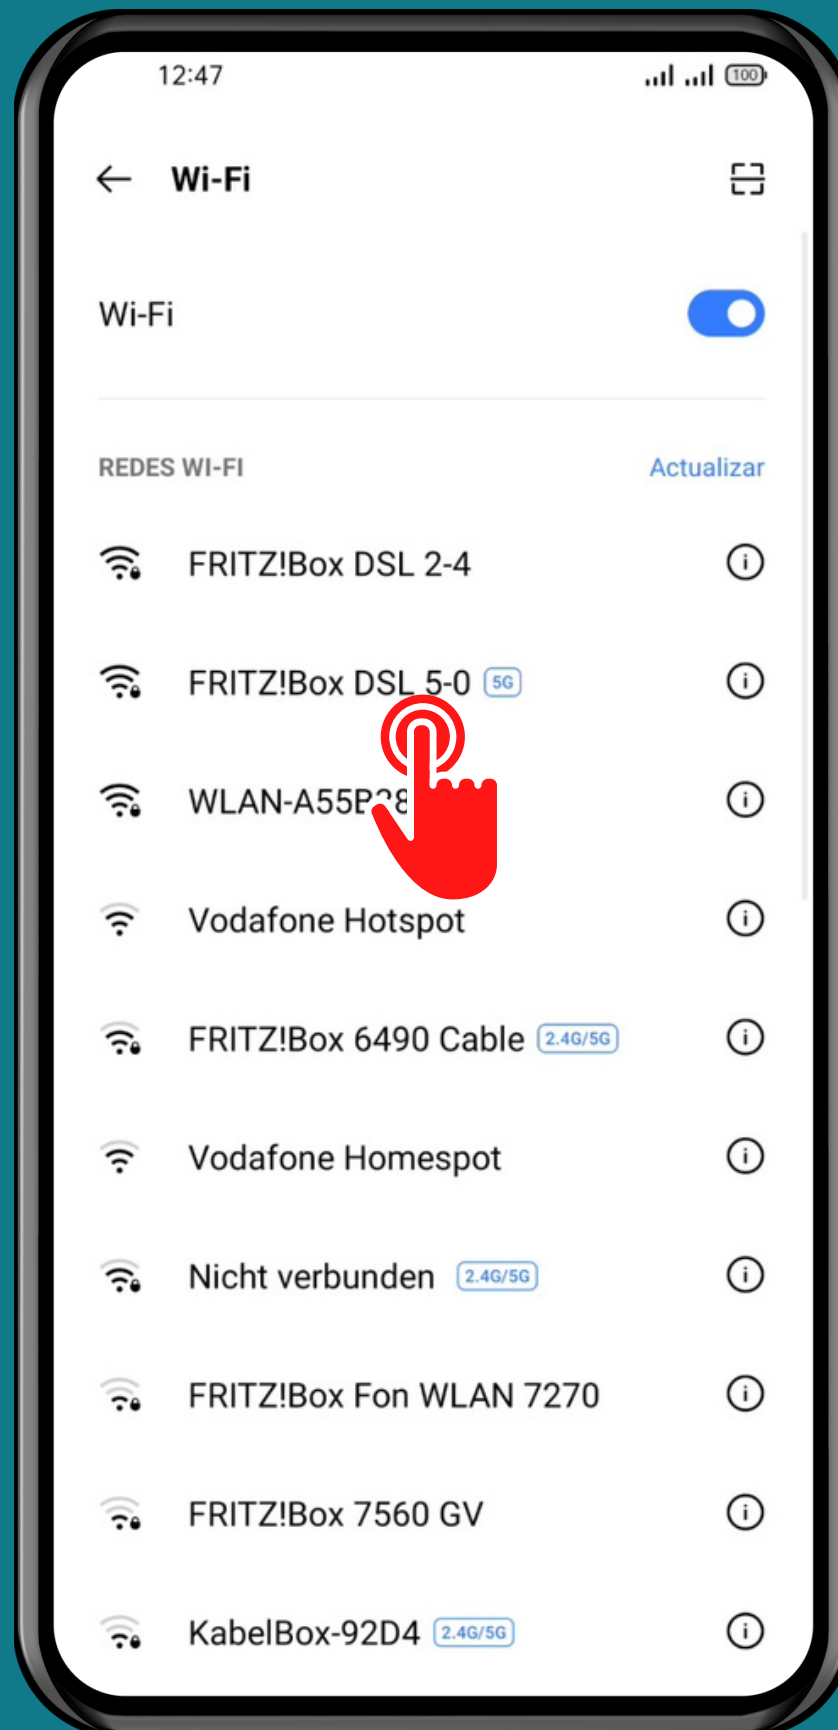 12:47
100
Wi-Fi
Wi-Fi
REDES WI-FI
Actualizar
FRITZ!Box DSL 2-4
FRITZ!Box DSL 5-0 5G
Vodafone Hotspot
FRITZ!Box 6490 Cable 2.4G/5G
Vodafone Homespot
Nicht verbunden 2.4G/5G
FRITZ!Box Fon WLAN 7270
FRITZ!Box 7560 GV
KabelBox-92D4 2.4G/5G